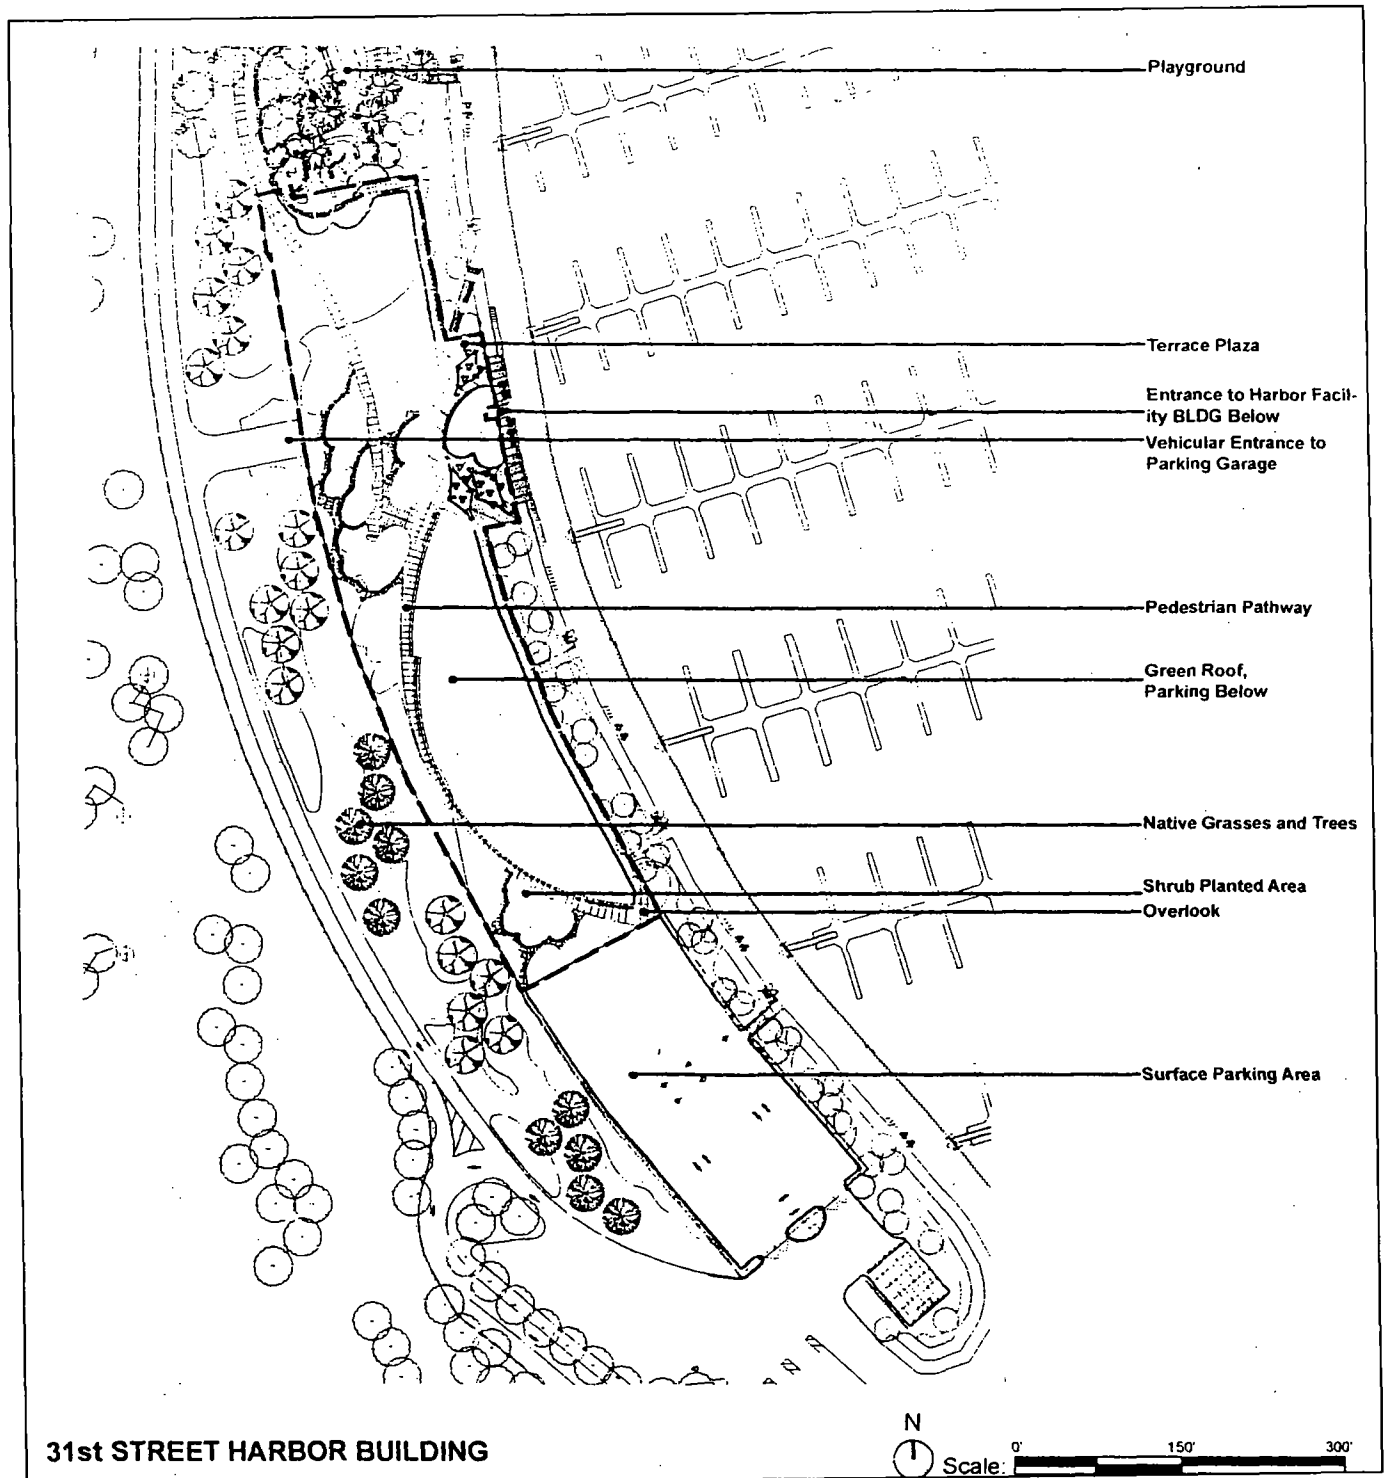 Playground
Terrace Plaza
Entrance to Harbor Facil-
ity BLDG Below
Vehicular Entrance to
Parking Garage
Pedestrian Pathway
Green Roof,
Parking Below
Native Grasses and Trees
Shrub Planted Area
Overlook
Surface Parking Area
31st STREET HARBOR BUILDING
N
Scale:
0'
150'
300'